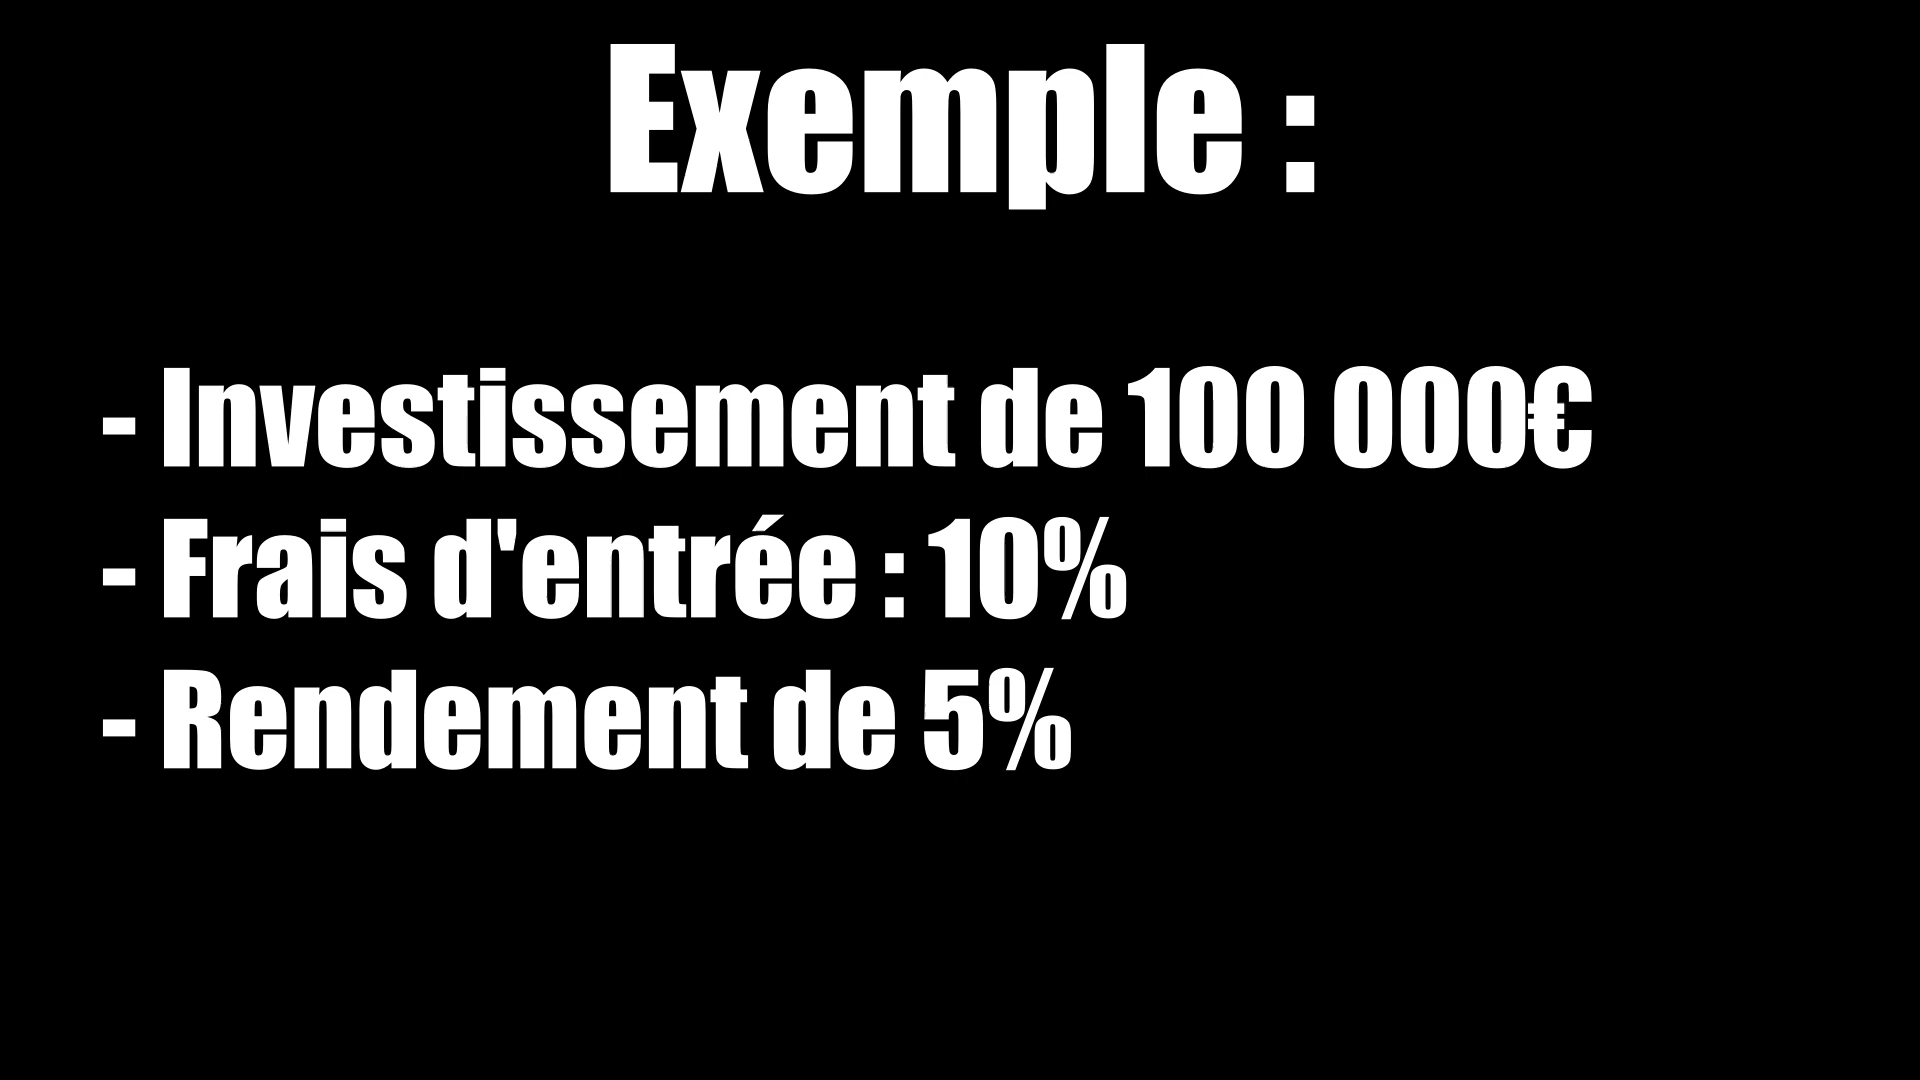 Exemple :
- Investissement de 100 000€
- Frais d'entrée : 10%
- Rendement de 5%